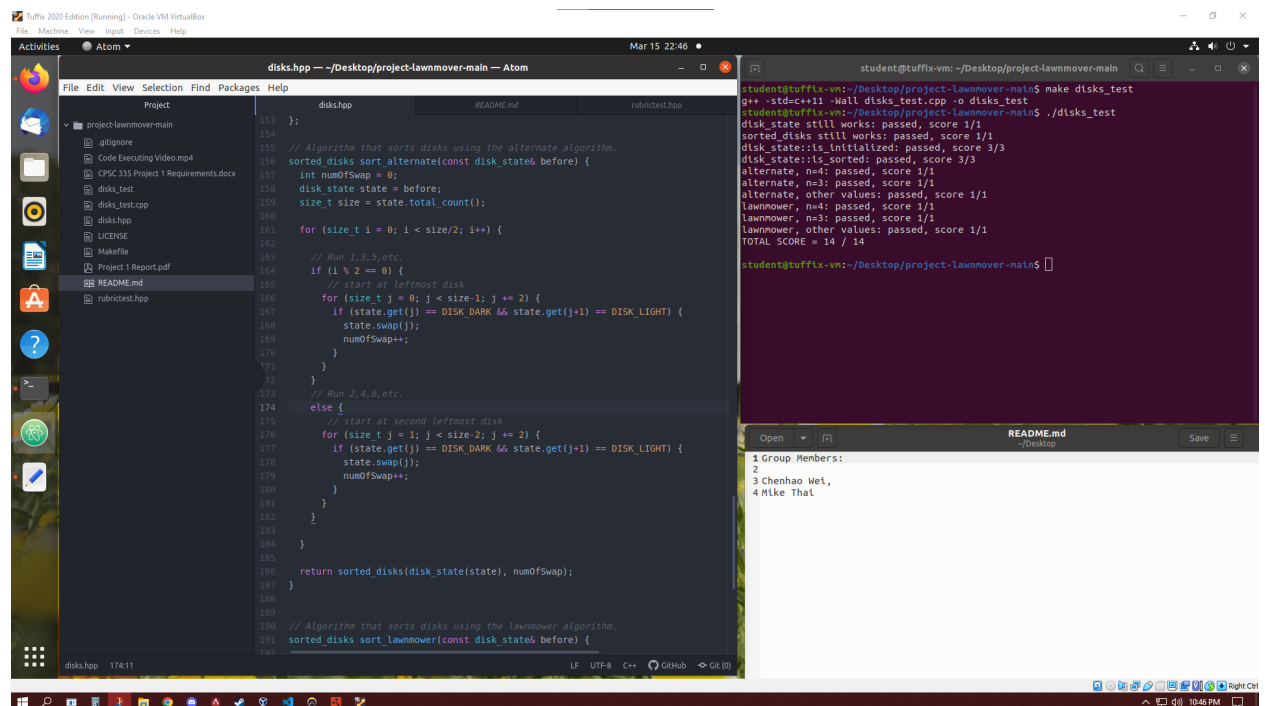 Tuffix 2020 Edition [Running] - Oracle VM VirtualBox
File Machine View Input Devices Help
Activities Atom Mar 15 22:46
disks.hpp — ~/Desktop/project-lawnmover-main — Atom
File Edit View Selection Find Packages Help
Project
project-lawnmover-main
.gitignore
Code Executing Video.mp4
CPSC 335 Project 1 Requirements.docx
disks_test
disks_test.cpp
disks.hpp
LICENSE
Makefile
Project 1 Report.pdf
README.md
rubrictest.hpp
disks.hpp README.md rubrictest.hpp
153 };
154
155 // Algorithm that sorts disks using the alternate algorithm.
156 sorted_disks sort_alternate(const disk_state& before) {
157 int numOfSwap = 0;
158 disk_state state = before;
159 size_t size = state.total_count();
160
161 for (size_t i = 0; i < size/2; i++) {
162
163 // Run 1,3,5,etc.
164 if (i % 2 == 0) {
165 // start at leftmost disk
166 for (size_t j = 0; j < size-1; j += 2) {
167 if (state.get(j) == DISK_DARK && state.get(j+1) == DISK_LIGHT) {
168 state.swap(j);
169 numOfSwap++;
170 }
171 }
172 }
173 // Run 2,4,6,etc.
174 else {
175 // start at second leftmost disk
176 for (size_t j = 1; j < size-2; j += 2) {
177 if (state.get(j) == DISK_DARK && state.get(j+1) == DISK_LIGHT) {
178 state.swap(j);
179 numOfSwap++;
180 }
181 }
182 }
183
184 }
185
186 return sorted_disks(disk_state(state), numOfSwap);
187 }
188
189
190 // Algorithm that sorts disks using the lawnmower algorithm.
191 sorted_disks sort_lawnmower(const disk_state& before) {
192
disks.hpp 174:11 LF UTF-8 C++ GitHub Git (0)
student@tuffix-vm: ~/Desktop/project-lawnmover-main
student@tuffix-vm:~/Desktop/project-lawnmover-main$ make disks_test
g++ -std=c++11 -Wall disks_test.cpp -o disks_test
student@tuffix-vm:~/Desktop/project-lawnmover-main$ ./disks_test
disk_state still works: passed, score 1/1
sorted_disks still works: passed, score 1/1
disk_state::is_initialized: passed, score 3/3
disk_state::is_sorted: passed, score 3/3
alternate, n=4: passed, score 1/1
alternate, n=3: passed, score 1/1
alternate, other values: passed, score 1/1
lawnmower, n=4: passed, score 1/1
lawnmower, n=3: passed, score 1/1
lawnmower, other values: passed, score 1/1
TOTAL SCORE = 14 / 14
student@tuffix-vm:~/Desktop/project-lawnmover-main$
Open README.md Save
~/Desktop
1 Group Members:
2
3 Chenhao Wei,
4 Mike Thai
Right Ctrl
10:46 PM